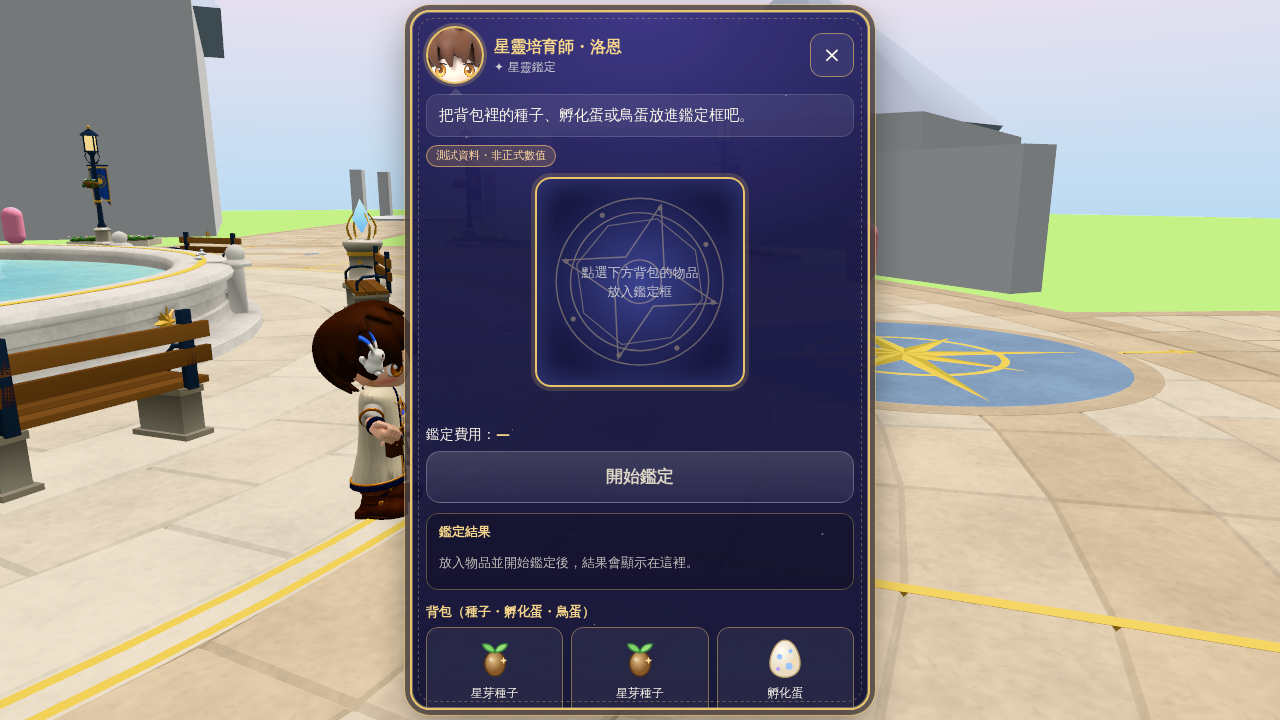 星靈培育師・洛恩
✦ 星靈鑑定
把背包裡的種子、孵化蛋或鳥蛋放進鑑定框吧。
測試資料・非正式數值
點選下方背包的物品
放入鑑定框
鑑定費用：—
開始鑑定
鑑定結果
放入物品並開始鑑定後，結果會顯示在這裡。
背包（種子・孵化蛋・鳥蛋）
星芽種子
星芽種子
孵化蛋